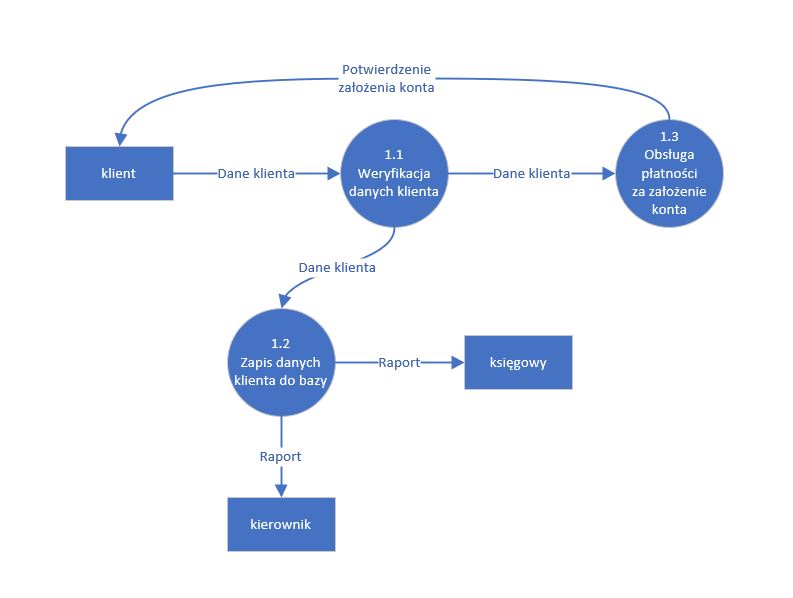 Potwierdzenie
założenia konta
klient
Dane klienta
1.1
Weryfikacja
danych klienta
Dane klienta
1.3
Obsługa
płatności
za założenie
konta
Dane klienta
1.2
Zapis danych
klienta do bazy
Raport
księgowy
Raport
kierownik